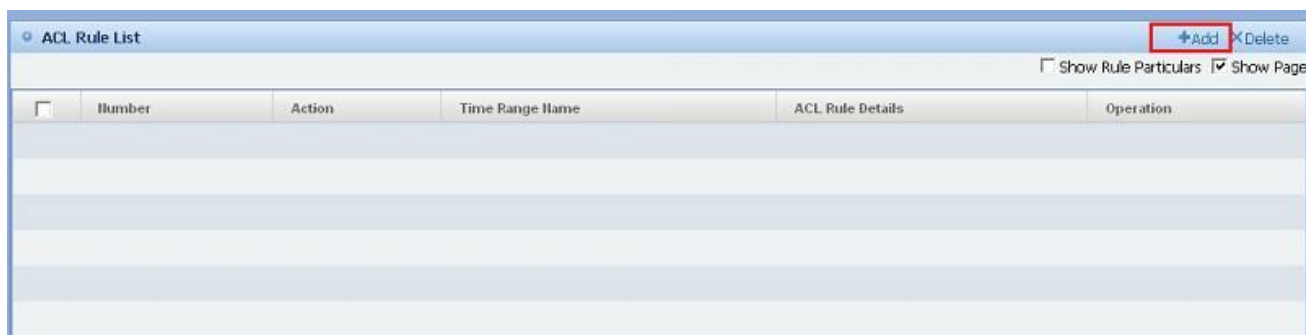 ACL Rule List
+Add ×Delete
Show Rule Particulars Show Page
Number Action Time Range Name ACL Rule Details Operation